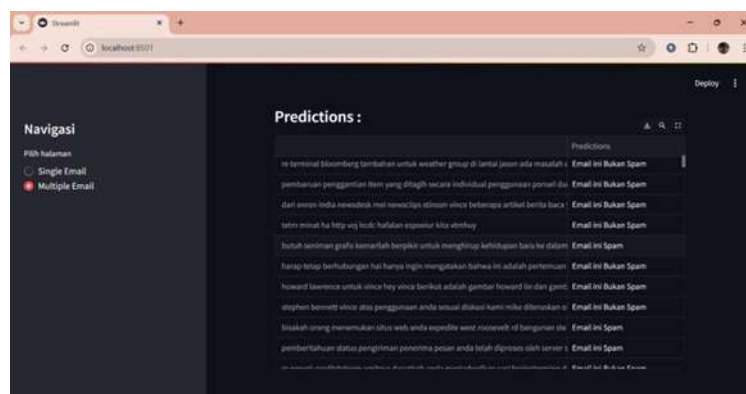 Streamlit
localhost:8501
Deploy
Navigasi
Pilih halaman
Single Email
Multiple Email
Predictions :
Predictions
re terminal bloomberg tambahan untuk weather group di lantai jason ada masalah Email ini Bukan Spam
pembaruan penggantian item yang ditagih secara individual penggunaan ponsel dai Email ini Bukan Spam
dari enron india newsdesk mei newsclips stinson vince beberapa artikel berita baca Email ini Bukan Spam
minat ha http hafalan kita Email ini Bukan Spam
butuh seniman grafis kemarilah berpikir untuk menghirup kehidupan baru ke dalam Email ini Spam
harap tetap berhubungan hai hanya ingin mengatakan bahwa ini adalah pertemuan Email ini Bukan Spam
howard lawrence untuk vince hey vince berikut adalah gambar howard lin dan gamb Email ini Bukan Spam
stephen bennett vince atas penggunaan anda sesuai diskusi kami mike diteruskan o Email ini Bukan Spam
bisakah orang menemukan situs web anda expedite west roosevelt rd bangunan ste Email ini Spam
pemberitahuan status pengiriman penerima pesan anda telah diproses oleh server s Email ini Spam
Email ini Bukan Spam